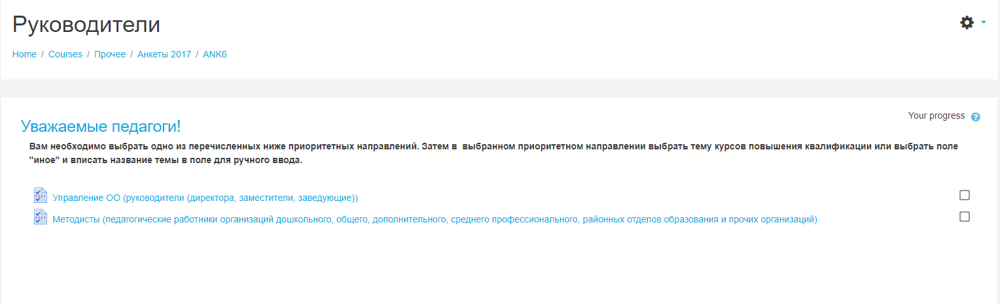 Руководители
Home / Courses / Прочее / Анкеты 2017 / ANK6
Your progress
Уважаемые педагоги!
Вам необходимо выбрать одно из перечисленных ниже приоритетных направлений. Затем в выбранном приоритетном направлении выбрать тему курсов повышения квалификации или выбрать поле
"иное" и вписать название темы в поле для ручного ввода.
Управление ОО (руководители (директора, заместители, заведующие))
Методисты (педагогические работники организаций дошкольного, общего, дополнительного, среднего профессионального, районных отделов образования и прочих организаций)